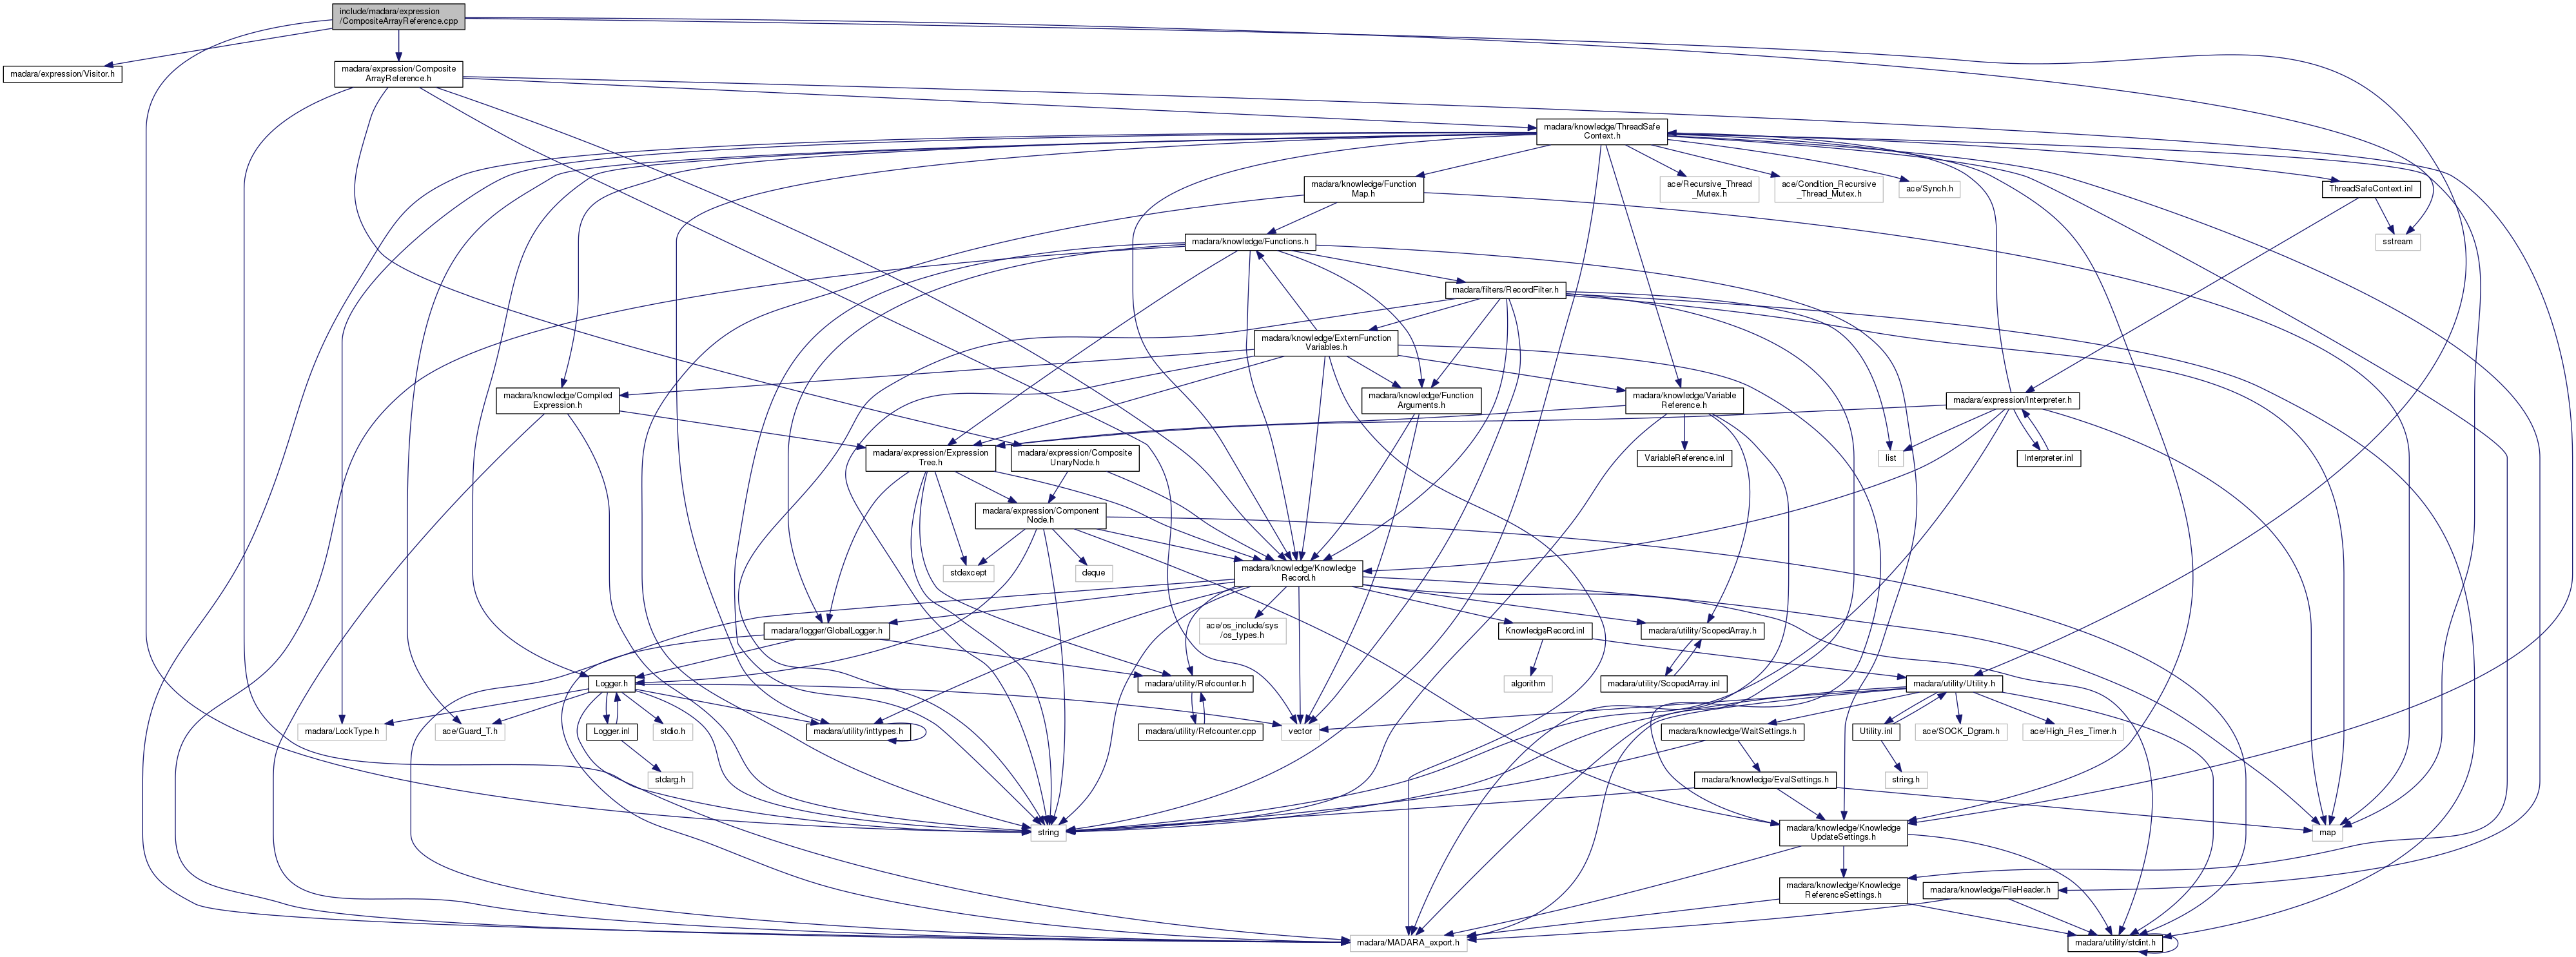 include/madara/expression
/CompositeArrayReference.cpp
madara/expression/Visitor.h
madara/expression/Composite
ArrayReference.h
madara/knowledge/ThreadSafe
Context.h
madara/knowledge/Function
Map.h
ace/Recursive_Thread
_Mutex.h
ace/Condition_Recursive
_Thread_Mutex.h
ace/Synch.h
ThreadSafeContext.inl
madara/knowledge/Functions.h
sstream
madara/filters/RecordFilter.h
madara/knowledge/ExternFunction
Variables.h
madara/knowledge/Compiled
Expression.h
madara/knowledge/Function
Arguments.h
madara/knowledge/Variable
Reference.h
madara/expression/Interpreter.h
madara/expression/Expression
Tree.h
madara/expression/Composite
UnaryNode.h
VariableReference.inl
list
Interpreter.inl
madara/expression/Component
Node.h
stdexcept
deque
madara/knowledge/Knowledge
Record.h
madara/logger/GlobalLogger.h
ace/os_include/sys
/os_types.h
KnowledgeRecord.inl
madara/utility/ScopedArray.h
Logger.h
madara/utility/Refcounter.h
algorithm
madara/utility/ScopedArray.inl
madara/utility/Utility.h
madara/LockType.h
ace/Guard_T.h
Logger.inl
stdio.h
madara/utility/inttypes.h
madara/utility/Refcounter.cpp
vector
madara/knowledge/WaitSettings.h
Utility.inl
ace/SOCK_Dgram.h
ace/High_Res_Timer.h
stdarg.h
madara/knowledge/EvalSettings.h
string.h
string
madara/knowledge/Knowledge
UpdateSettings.h
map
madara/knowledge/Knowledge
ReferenceSettings.h
madara/knowledge/FileHeader.h
madara/MADARA_export.h
madara/utility/stdint.h